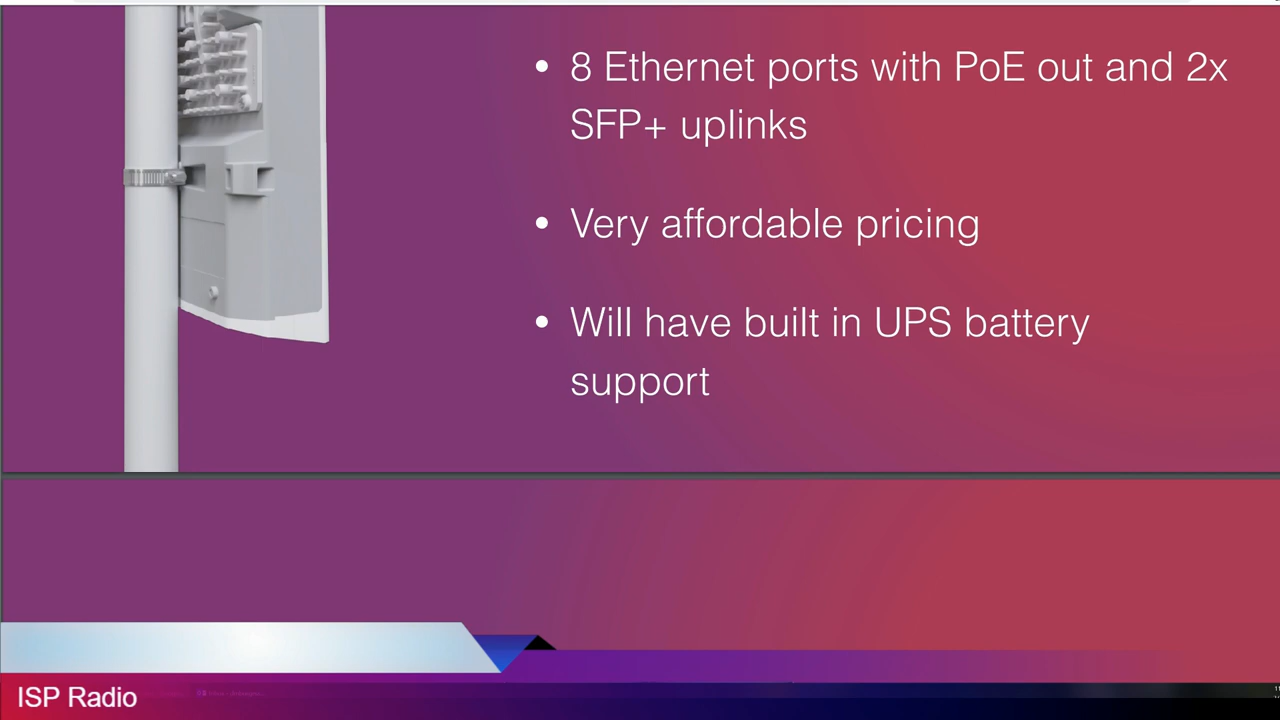 • 8 Ethernet ports with PoE out and 2x
SFP+ uplinks
• Very affordable pricing
• Will have built in UPS battery
support
ISP Radio